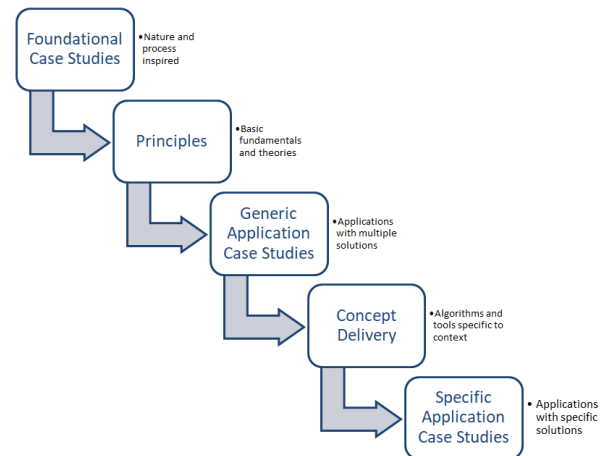 Foundational
Case Studies
•Nature and
process
inspired
Principles
•Basic
fundamentals
and theories
Generic
Application
Case Studies
•Applications
with multiple
solutions
Concept
Delivery
•Algorithms and
tools specific to
context
Specific
Application
Case Studies
• Applications
with specific
solutions